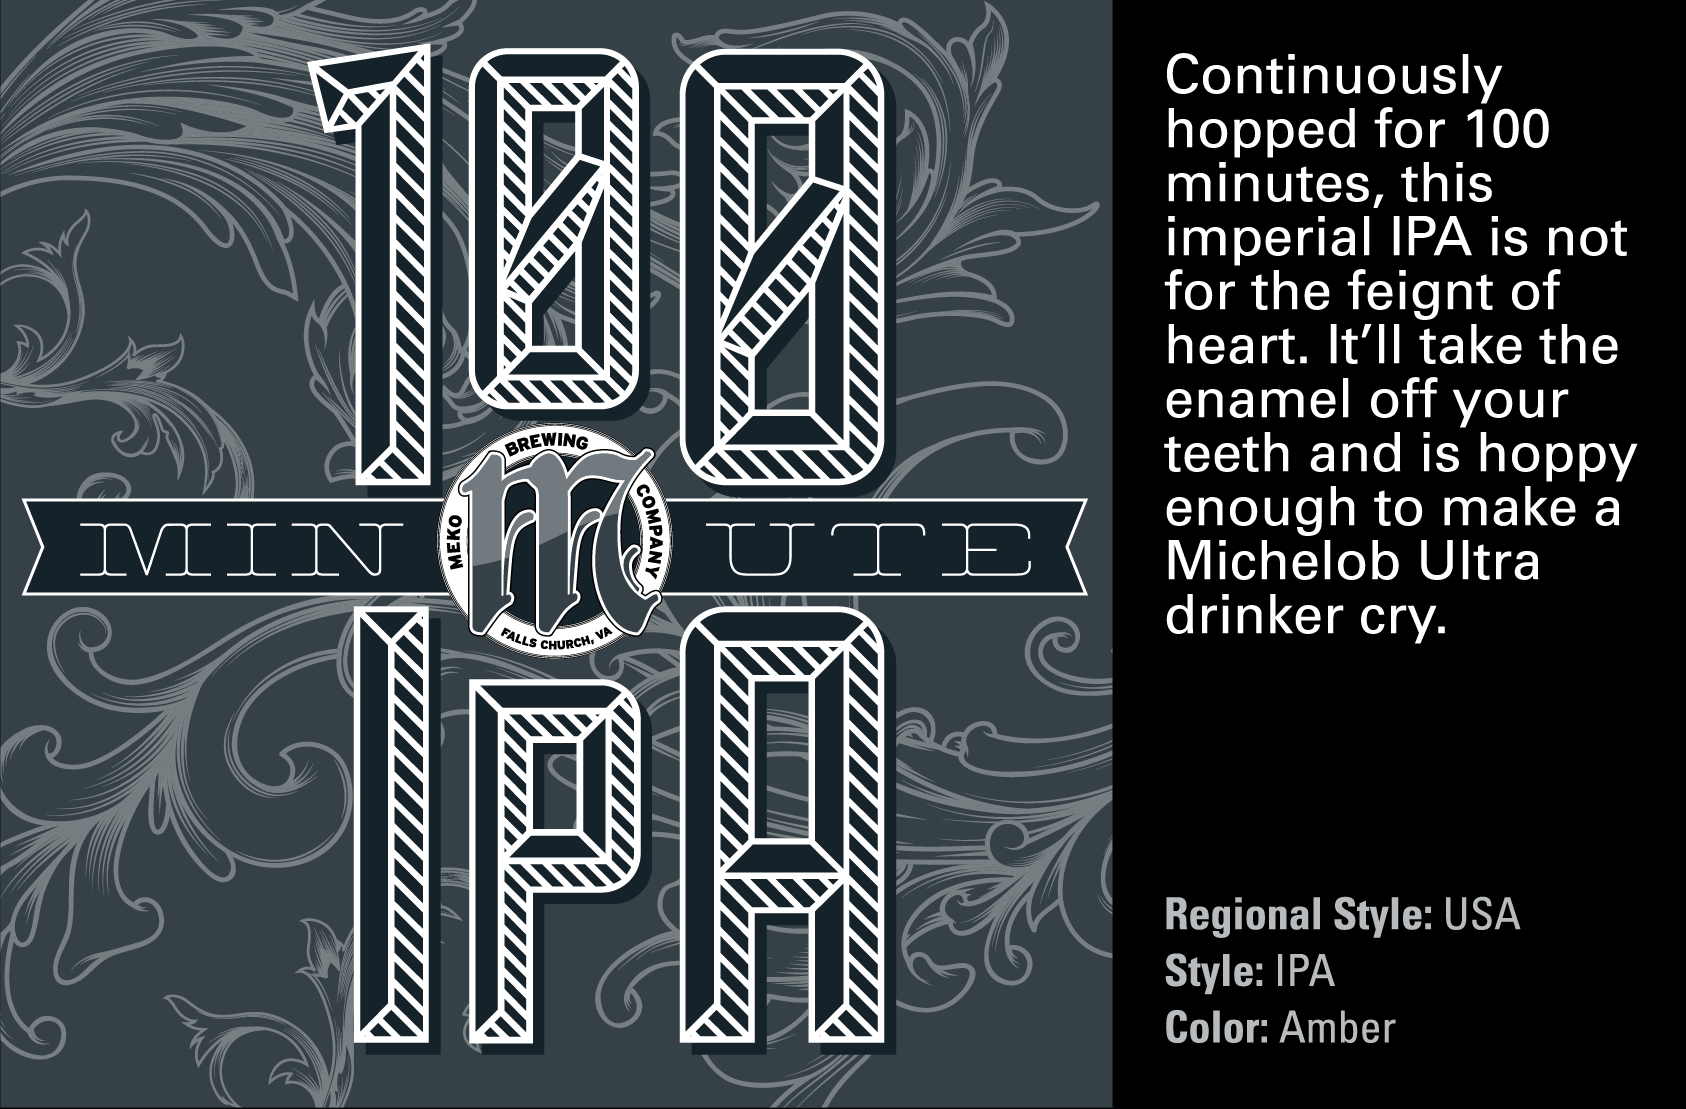 100
MINUTE
BREWING
MEKO
COMPANY
M
FALLS CHURCH, VA
IPA
Continuously
hopped for 100
minutes, this
imperial IPA is not
for the feignt of
heart. It’ll take the
enamel off your
teeth and is hoppy
enough to make a
Michelob Ultra
drinker cry.
Regional Style: USA
Style: IPA
Color: Amber